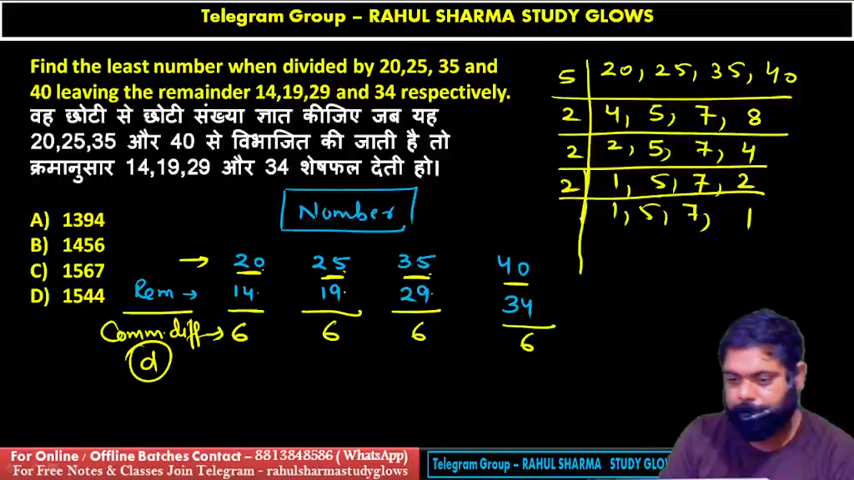 Telegram Group – RAHUL SHARMA STUDY GLOWS
Find the least number when divided by 20,25, 35 and
40 leaving the remainder 14,19,29 and 34 respectively.
वह छोटी से छोटी संख्या ज्ञात कीजिए जब यह
20,25,35 और 40 से विभाजित की जाती है तो
क्रमानुसार 14,19,29 और 34 शेषफल देती हो।
A) 1394
B) 1456
C) 1567
D) 1544
Number
→ 20 25 35 40
Rem → 14 19 29 34
Comm. diff → 6 6 6 6
d
5 20, 25, 35, 40
2 4, 5, 7, 8
2 2, 5, 7, 4
2 1, 5, 7, 2
1, 5, 7, 1
For Online / Offline Batches Contact – 8813848586 ( WhatsApp)
For Free Notes & Classes Join Telegram - rahulsharmastudyglows
Telegram Group – RAHUL SHARMA STUDY GLOW